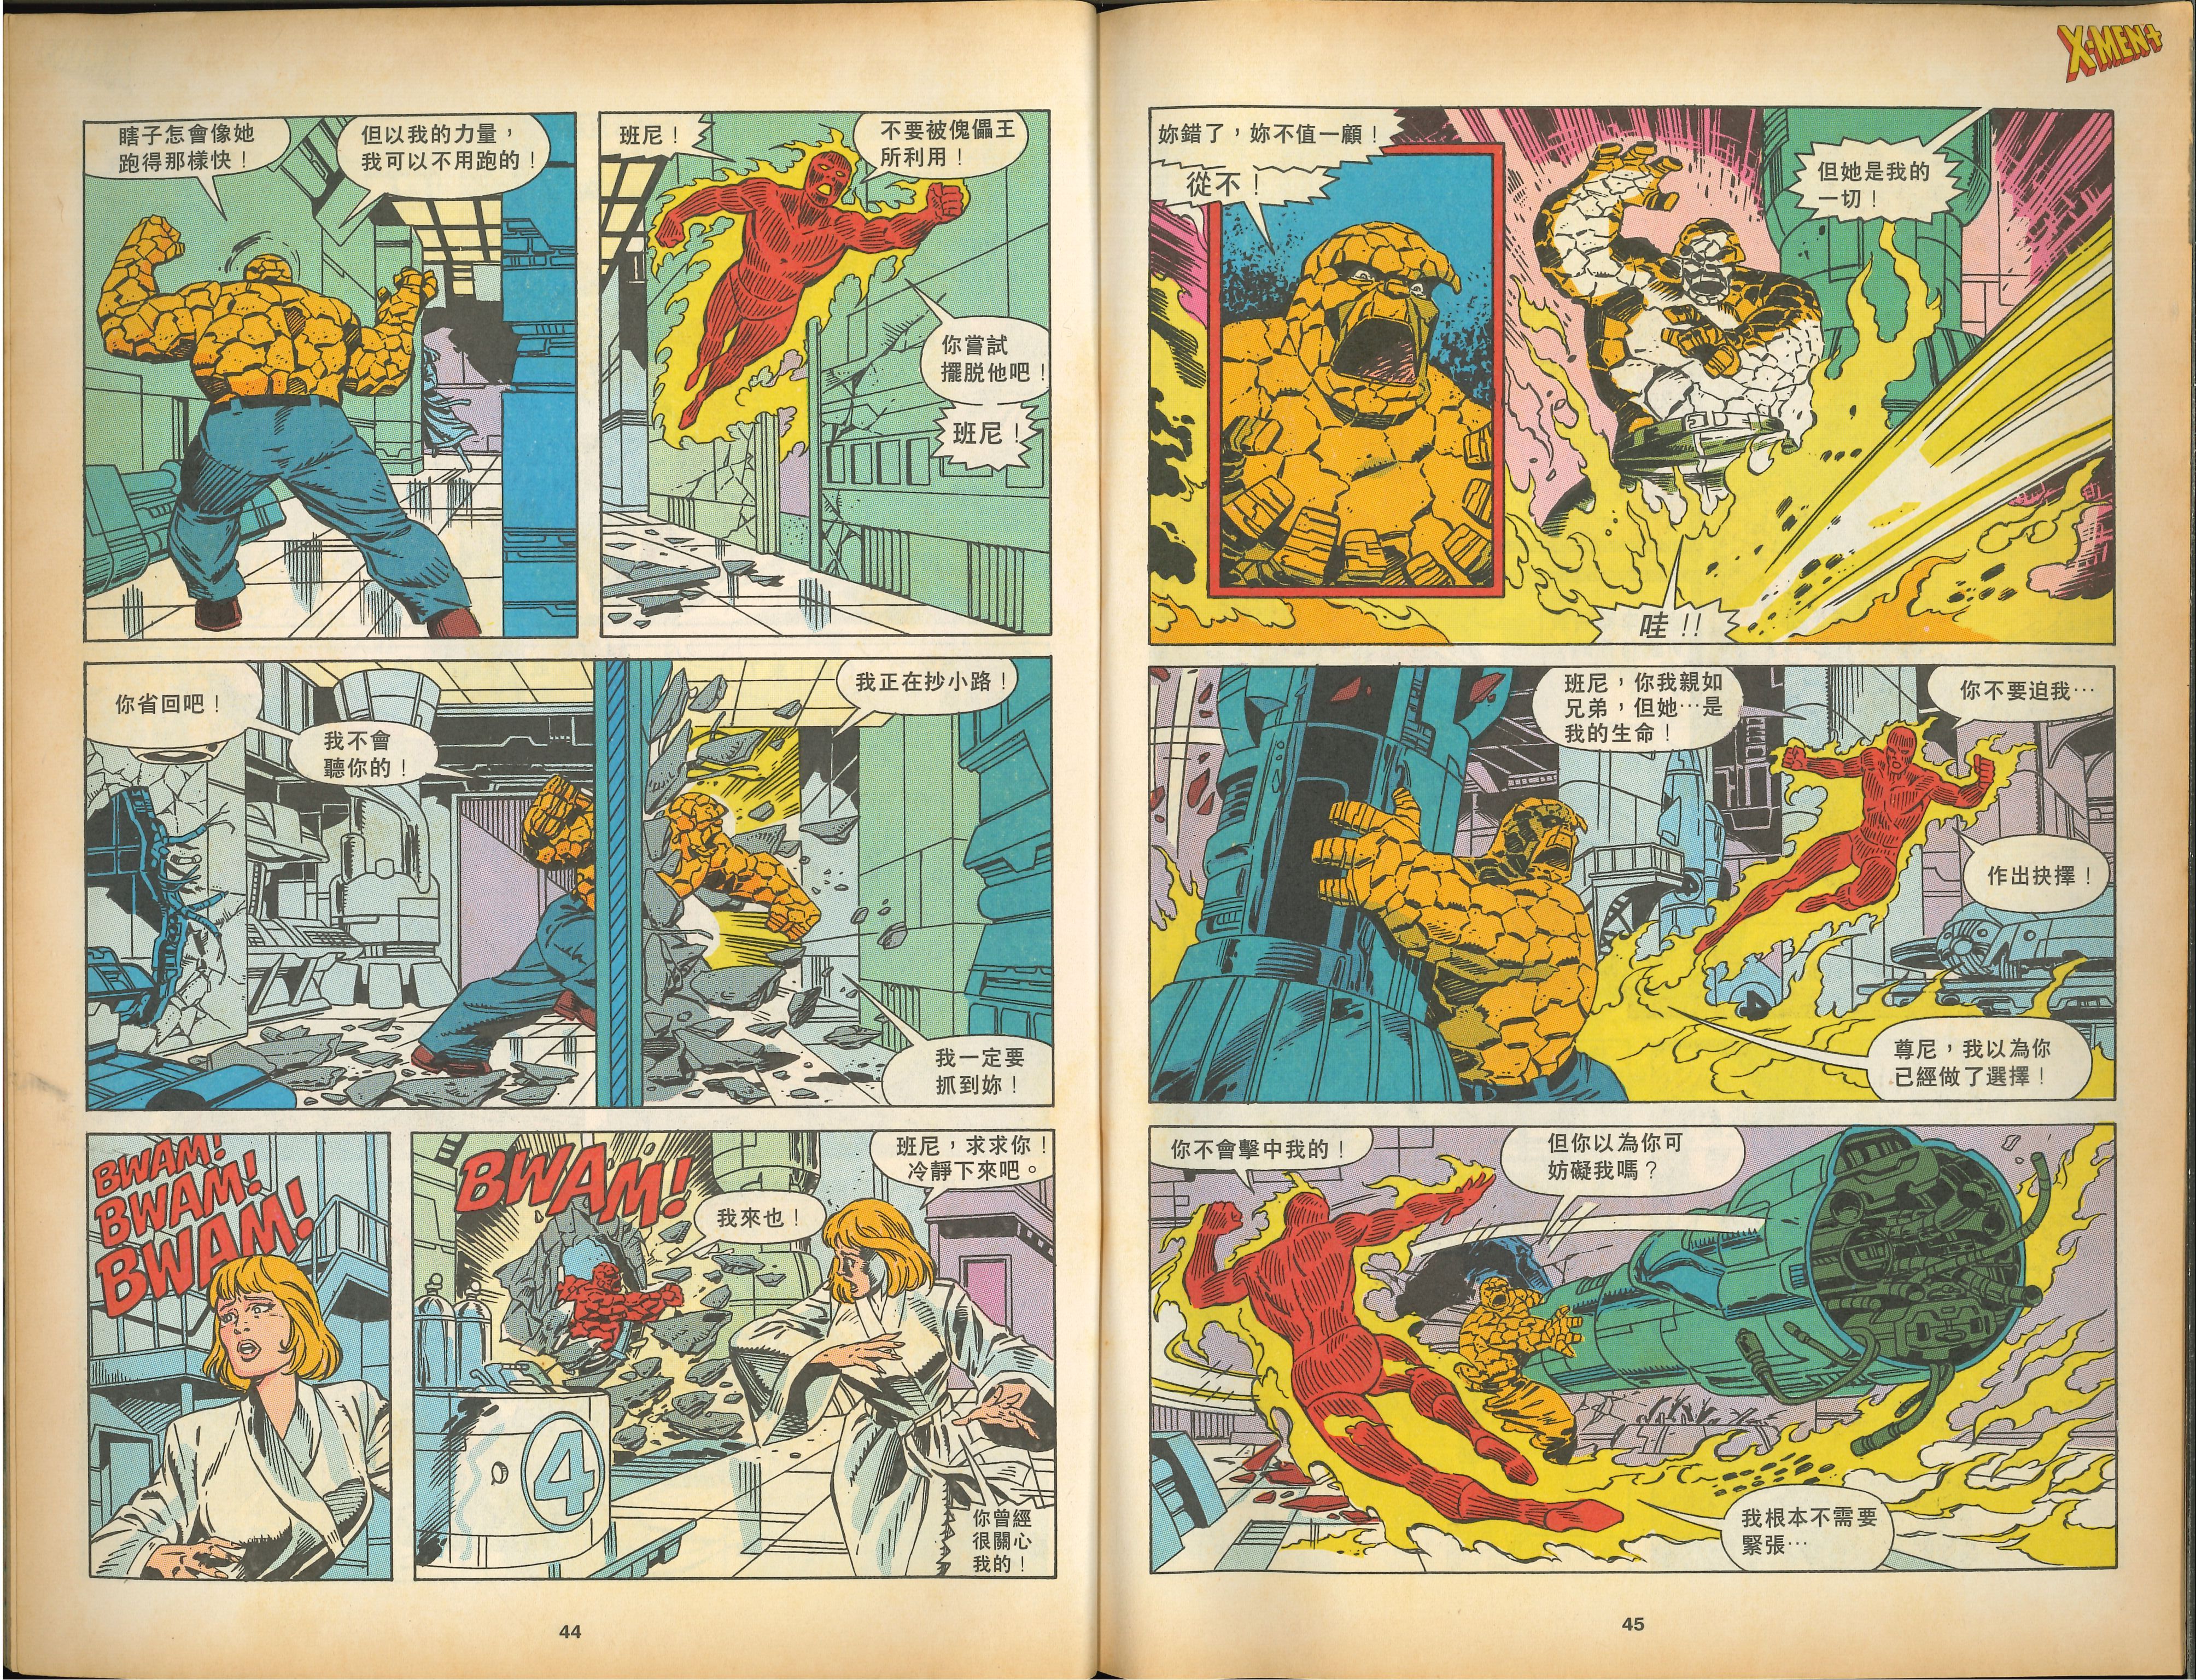 瞎子怎會像她
跑得那樣快！
但以我的力量，
我可以不用跑的！
班尼！
不要被傀儡王
所利用！
你嘗試
擺脫他吧！
班尼！
你省回吧！
我不會
聽你的！
我正在抄小路！
我一定要
抓到妳！
BWAM!
BWAM!
BWAM!
BWAM!
我來也！
班尼，求求你！
冷靜下來吧。
4
你曾經
很關心
我的！
44
X-MEN+
妳錯了，妳不值一顧！
從不！
但她是我的
一切！
哇!!
班尼，你我親如
兄弟，但她…是
我的生命！
你不要迫我…
作出抉擇！
尊尼，我以為你
已經做了選擇！
你不會擊中我的！
但你以為你可
妨礙我嗎？
我根本不需要
緊張…
45